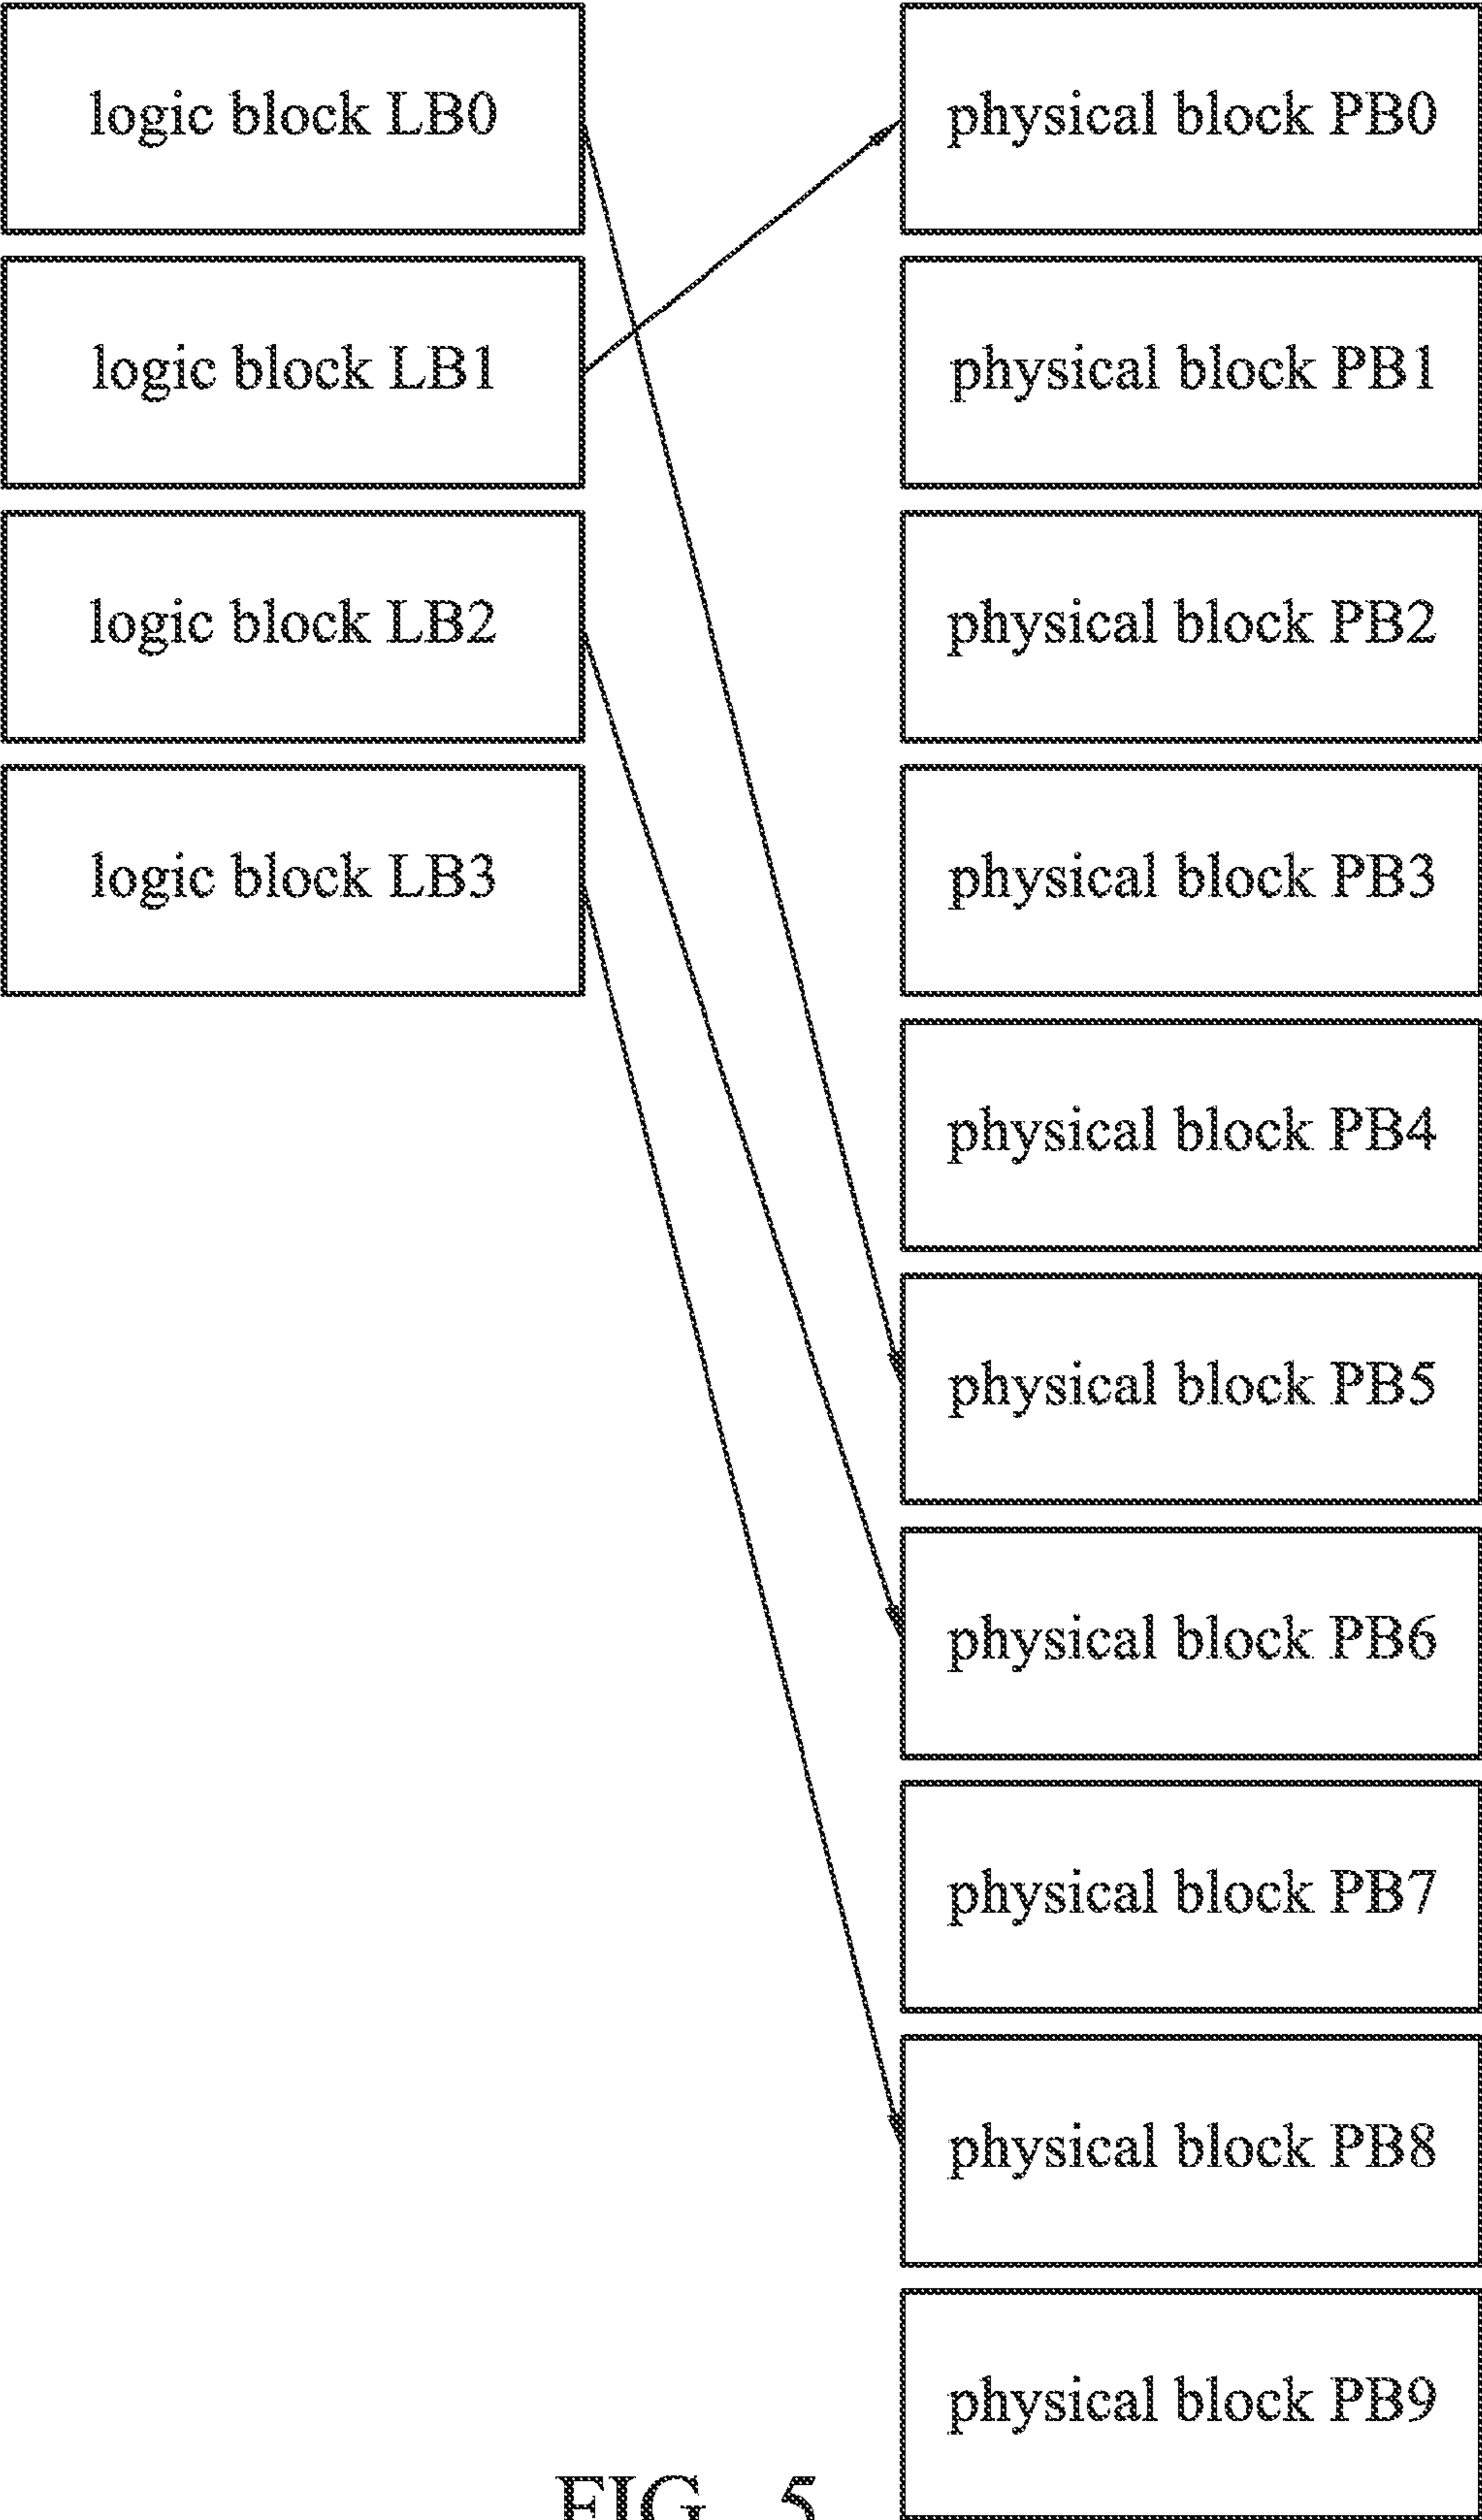 logic block LB0
logic block LB1
logic block LB2
logic block LB3
physical block PB0
physical block PB1
physical block PB2
physical block PB3
physical block PB4
physical block PB5
physical block PB6
physical block PB7
physical block PB8
physical block PB9
FIG. 5